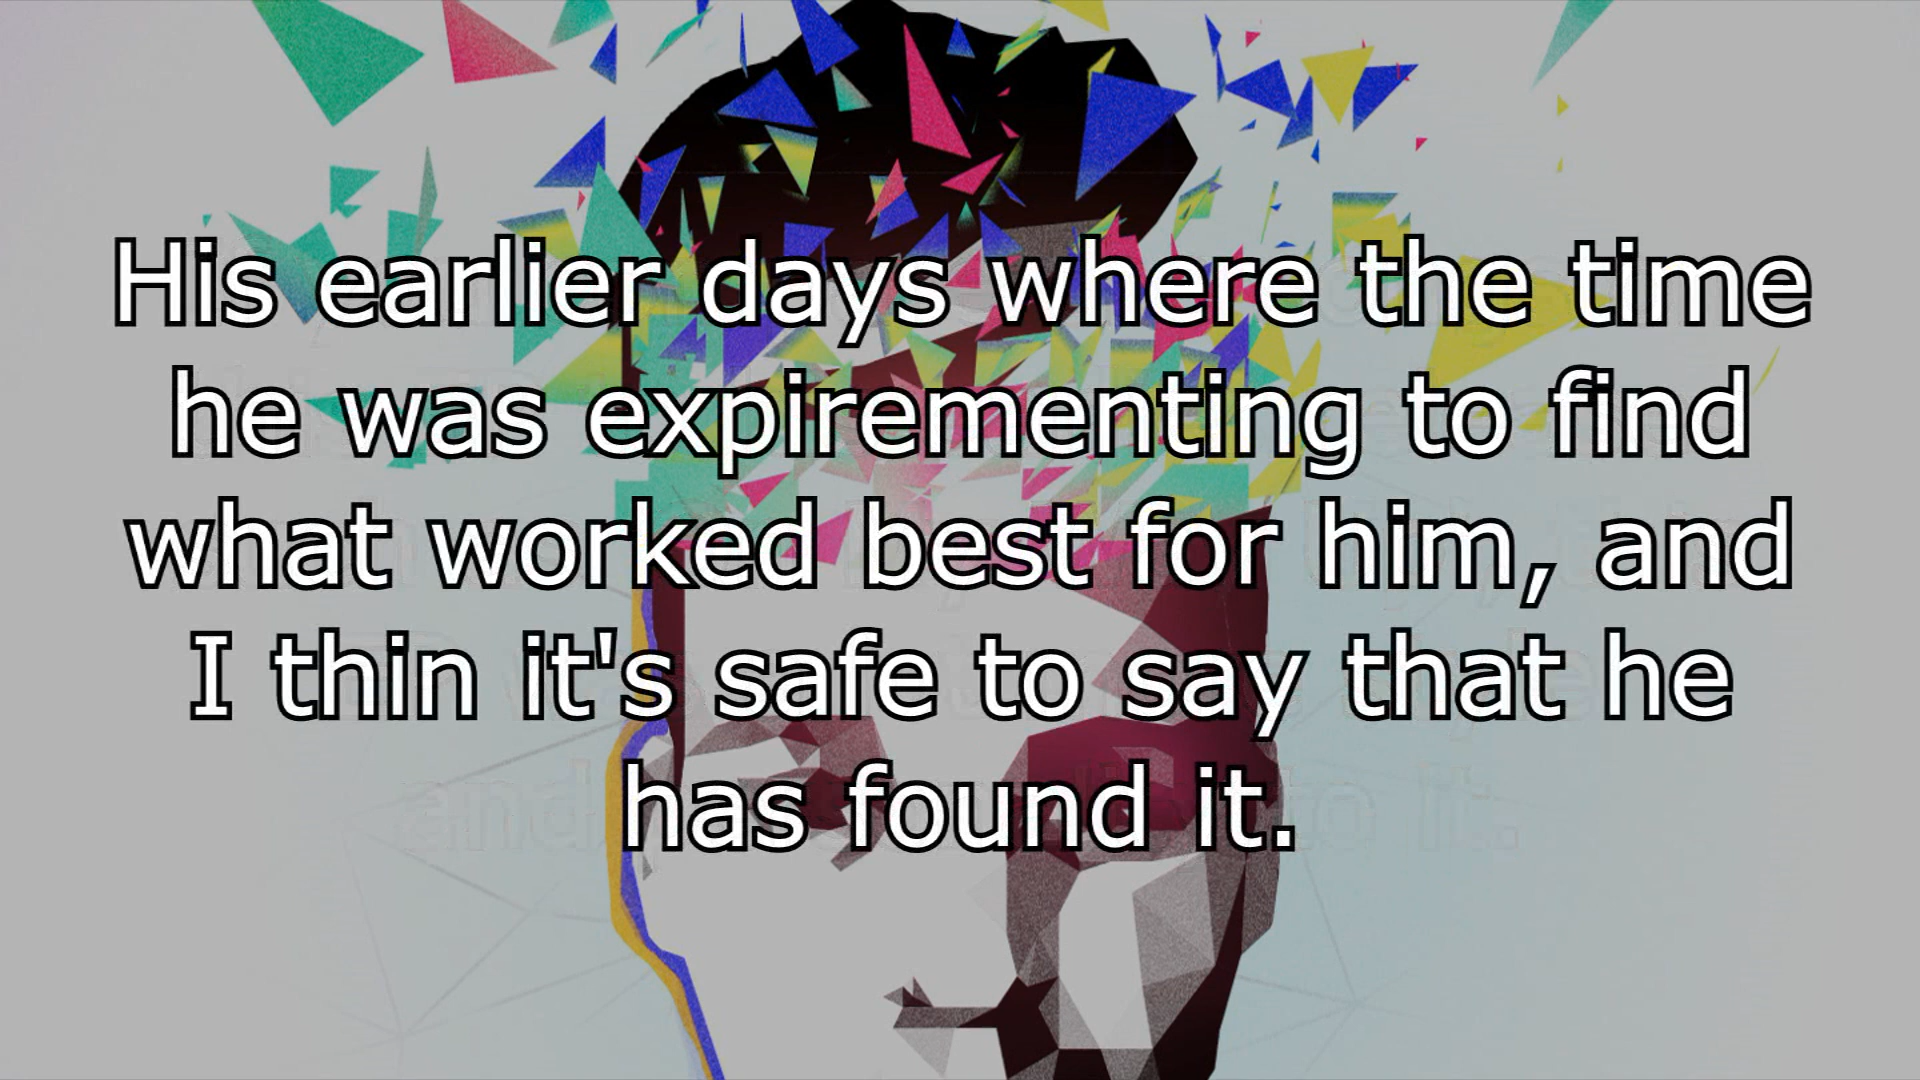 His earlier days where the time
he was expirementing to find
what worked best for him, and
I thin it's safe to say that he
has found it.